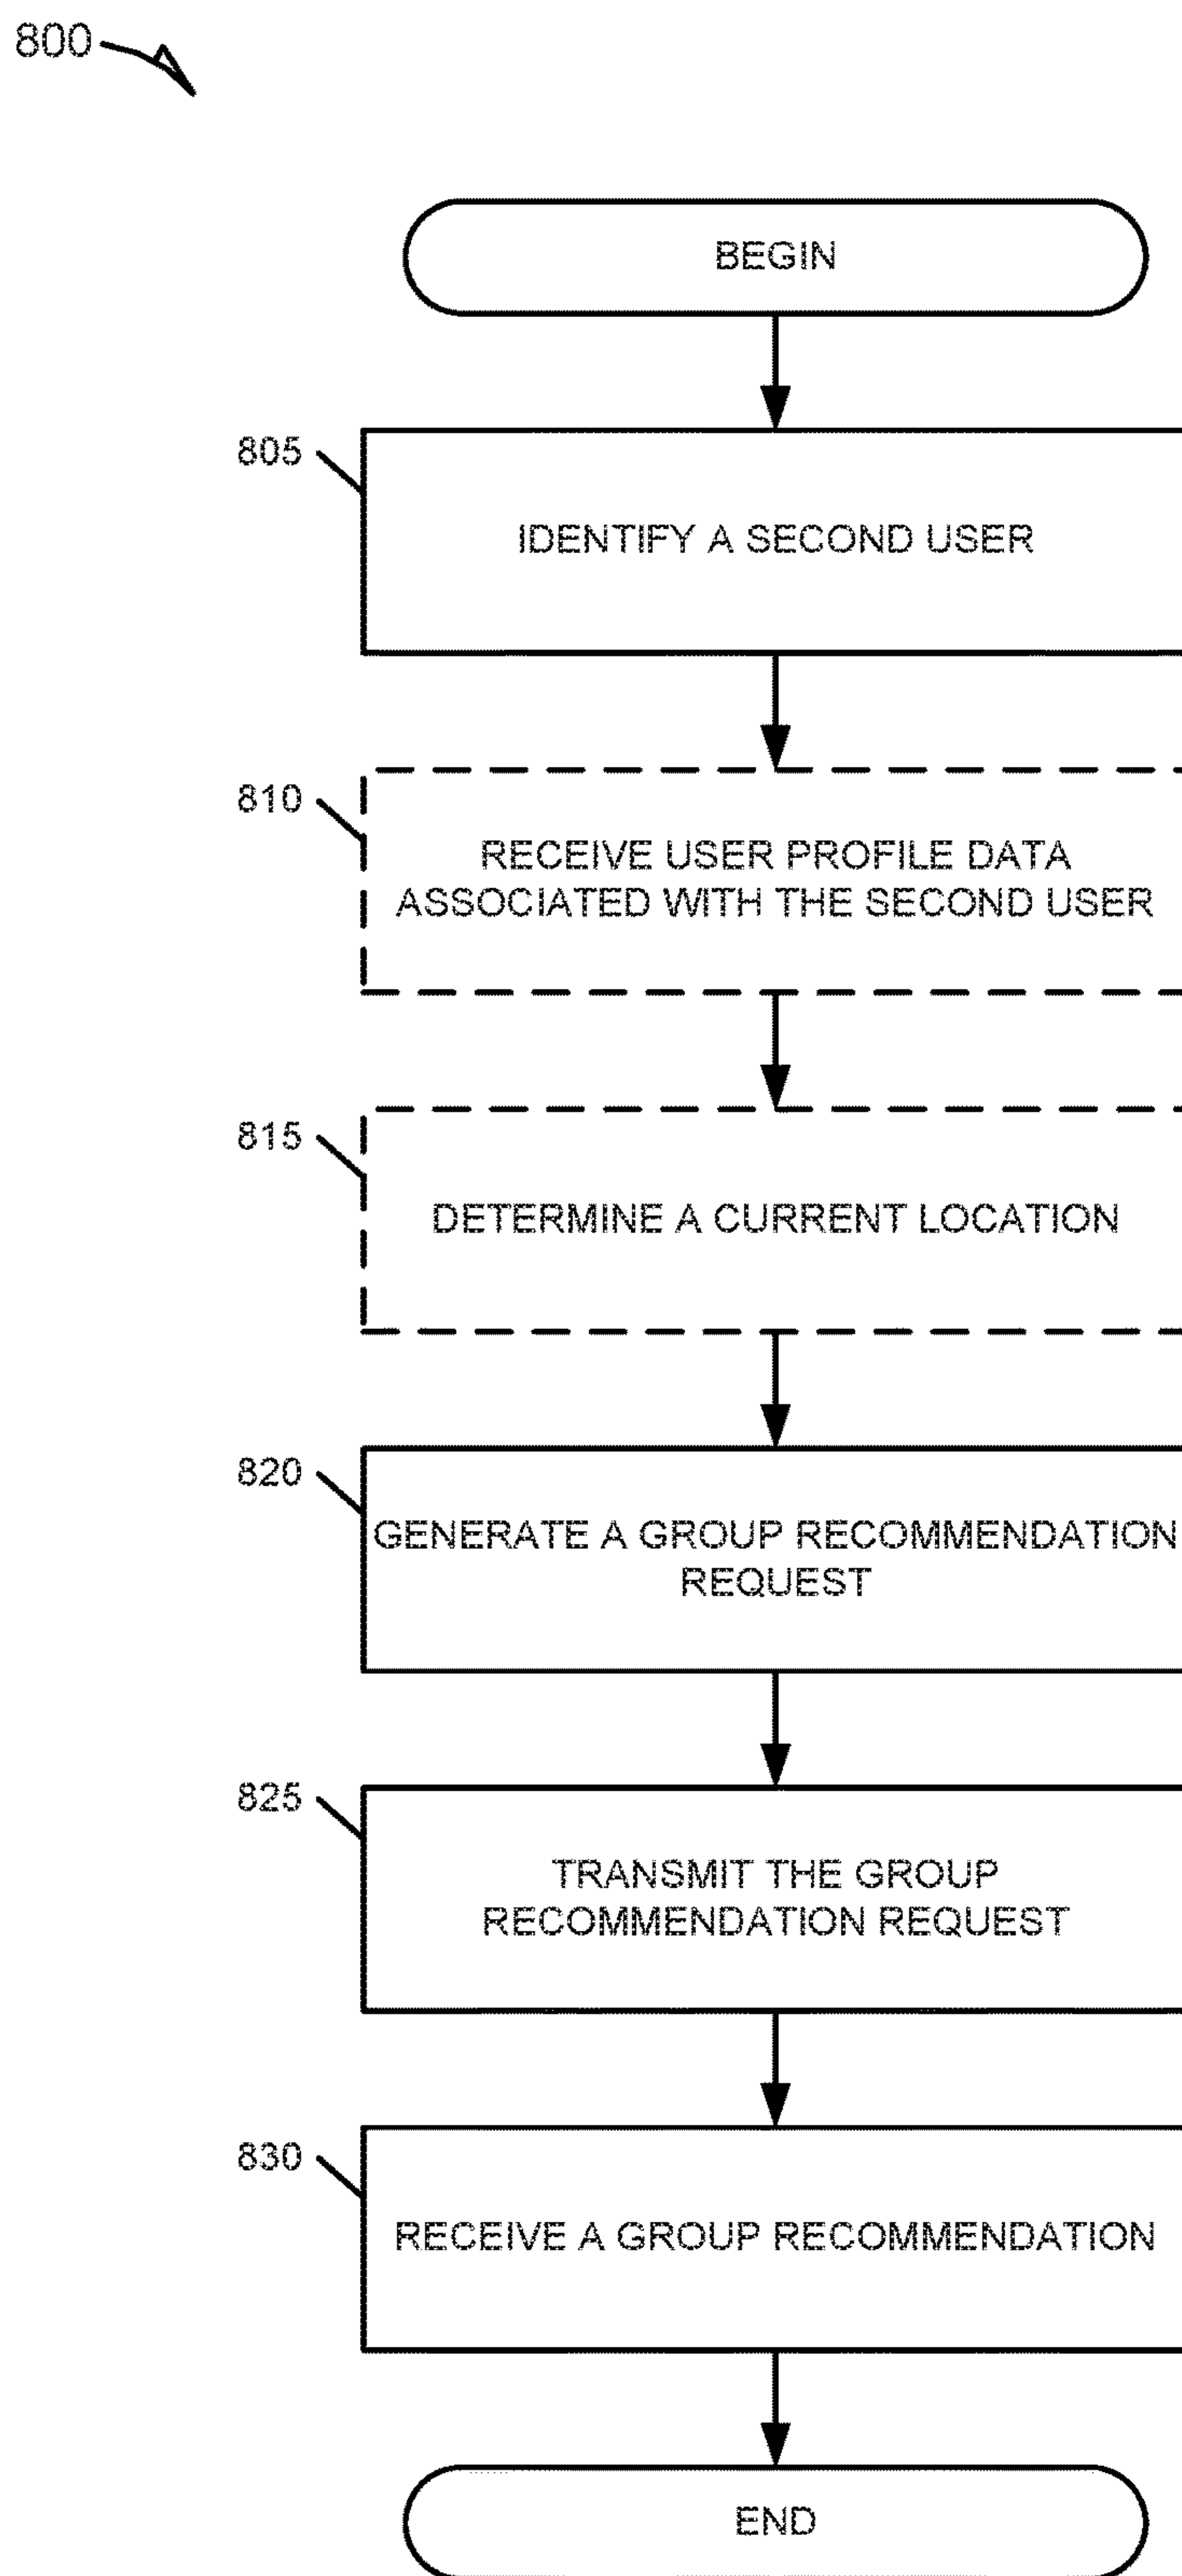 800
BEGIN
805
IDENTIFY A SECOND USER
810
RECEIVE USER PROFILE DATA
ASSOCIATED WITH THE SECOND USER
815
DETERMINE A CURRENT LOCATION
820
GENERATE A GROUP RECOMMENDATION
REQUEST
825
TRANSMIT THE GROUP
RECOMMENDATION REQUEST
830
RECEIVE A GROUP RECOMMENDATION
END